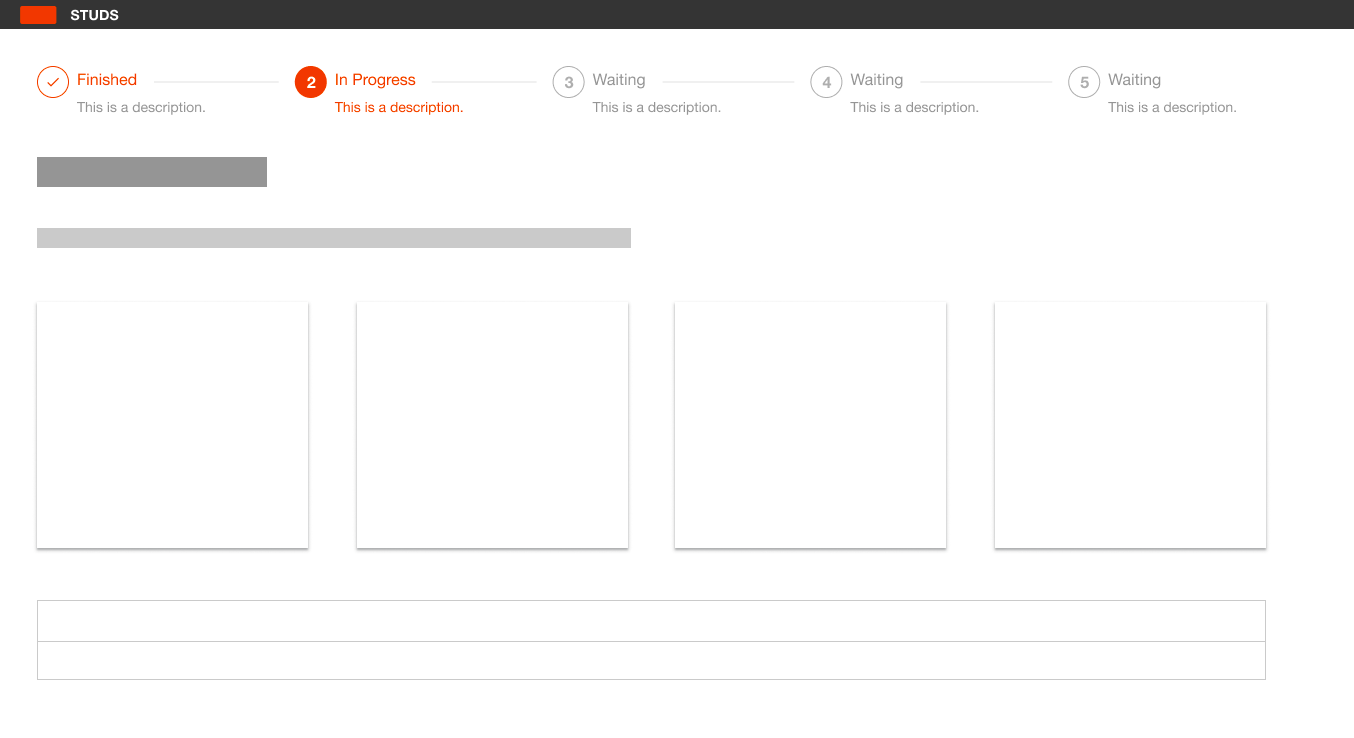 STUDS
Finished
This is a description.
2
In Progress
This is a description.
3
Waiting
This is a description.
4
Waiting
This is a description.
5
Waiting
This is a description.